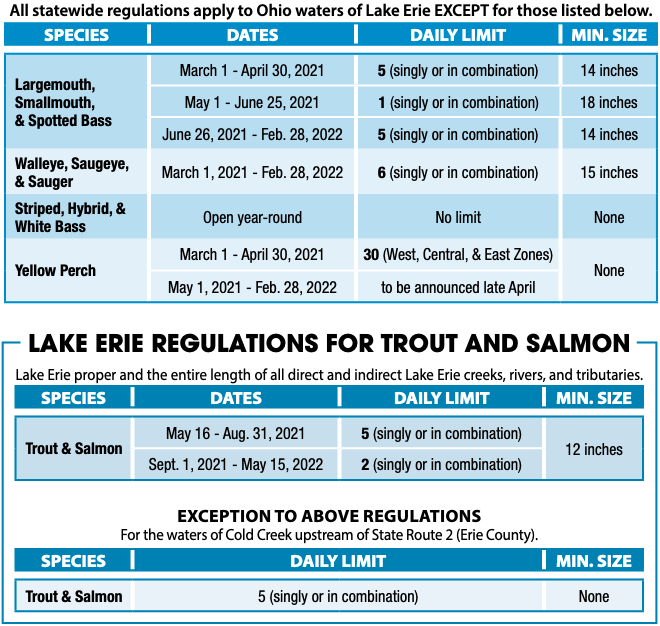 All statewide regulations apply to Ohio waters of Lake Erie EXCEPT for those listed below.
SPECIES DATES DAILY LIMIT MIN. SIZE
Largemouth,
Smallmouth,
& Spotted Bass
March 1 - April 30, 2021 5 (singly or in combination) 14 inches
May 1 - June 25, 2021 1 (singly or in combination) 18 inches
June 26, 2021 - Feb. 28, 2022 5 (singly or in combination) 14 inches
Walleye, Saugeye,
& Sauger
March 1, 2021 - Feb. 28, 2022 6 (singly or in combination) 15 inches
Striped, Hybrid, &
White Bass
Open year-round No limit None
Yellow Perch
March 1 - April 30, 2021 30 (West, Central, & East Zones)
None
May 1, 2021 - Feb. 28, 2022 to be announced late April
LAKE ERIE REGULATIONS FOR TROUT AND SALMON
Lake Erie proper and the entire length of all direct and indirect Lake Erie creeks, rivers, and tributaries.
SPECIES DATES DAILY LIMIT MIN. SIZE
Trout & Salmon
May 16 - Aug. 31, 2021 5 (singly or in combination)
12 inches
Sept. 1, 2021 - May 15, 2022 2 (singly or in combination)
EXCEPTION TO ABOVE REGULATIONS
For the waters of Cold Creek upstream of State Route 2 (Erie County).
SPECIES DAILY LIMIT MIN. SIZE
Trout & Salmon 5 (singly or in combination) None